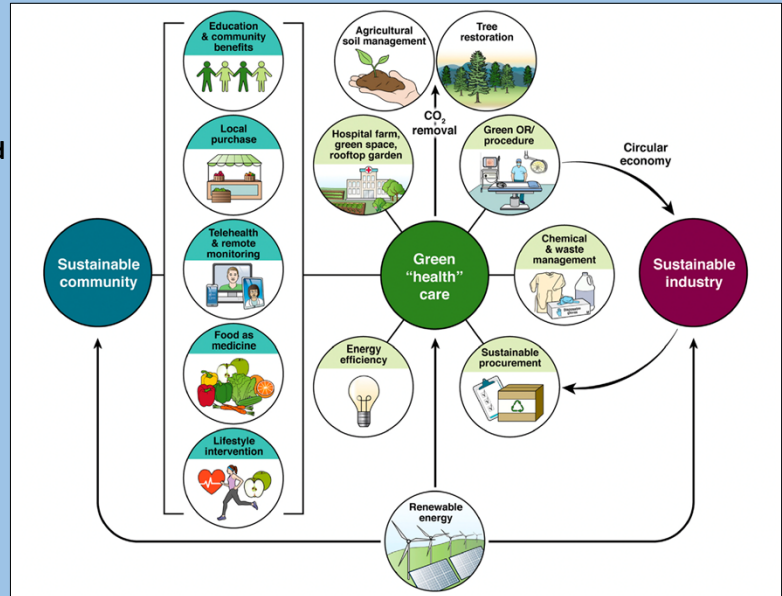 Education
& community
benefits
Local
purchase
Telehealth
& remote
monitoring
Food as
medicine
Lifestyle
intervention
Sustainable
community
Agricultural
soil management
Tree
restoration
CO₂
removal
Hospital farm,
green space,
rooftop garden
Green OR/
procedure
Circular
economy
Green
“health”
care
Chemical
& waste
management
Sustainable
industry
Energy
efficiency
Sustainable
procurement
Renewable
energy